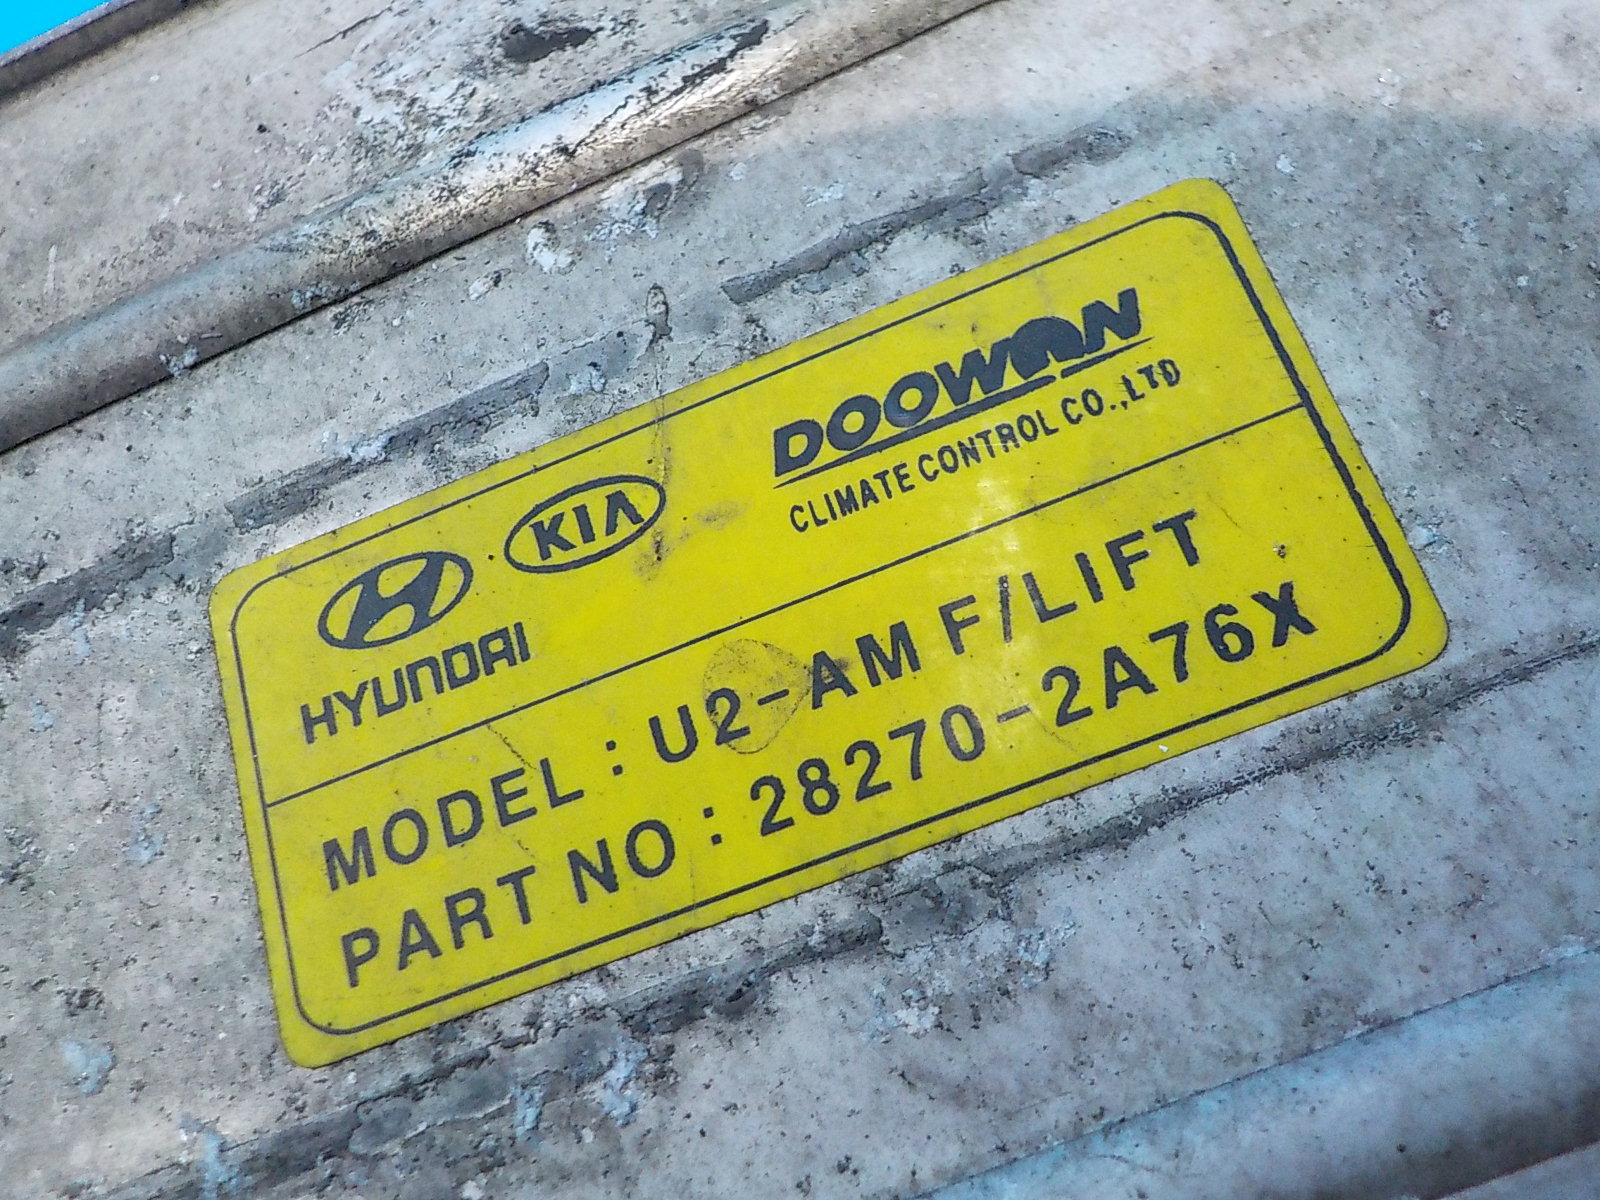 HYUNDAI
KIA
DOOWON
CLIMATE CONTROL CO.,LTD
MODEL : U2-AM F/LIFT
PART NO : 28270-2A76X